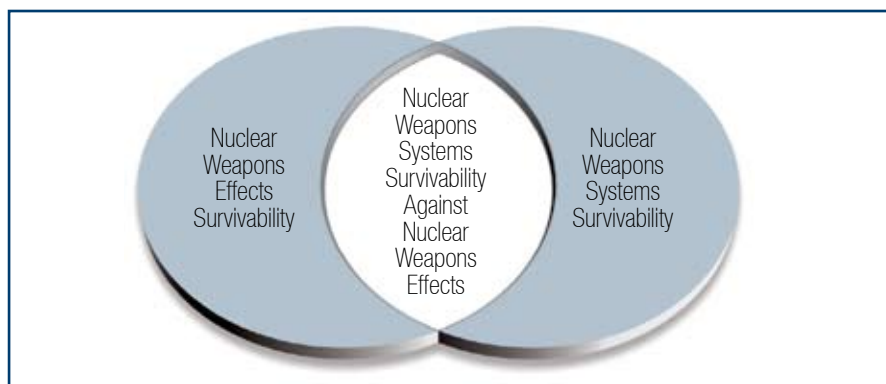 Nuclear
Weapons
Effects
Survivability
Nuclear
Weapons
Systems
Survivability
Against
Nuclear
Weapons
Effects
Nuclear
Weapons
Systems
Survivability